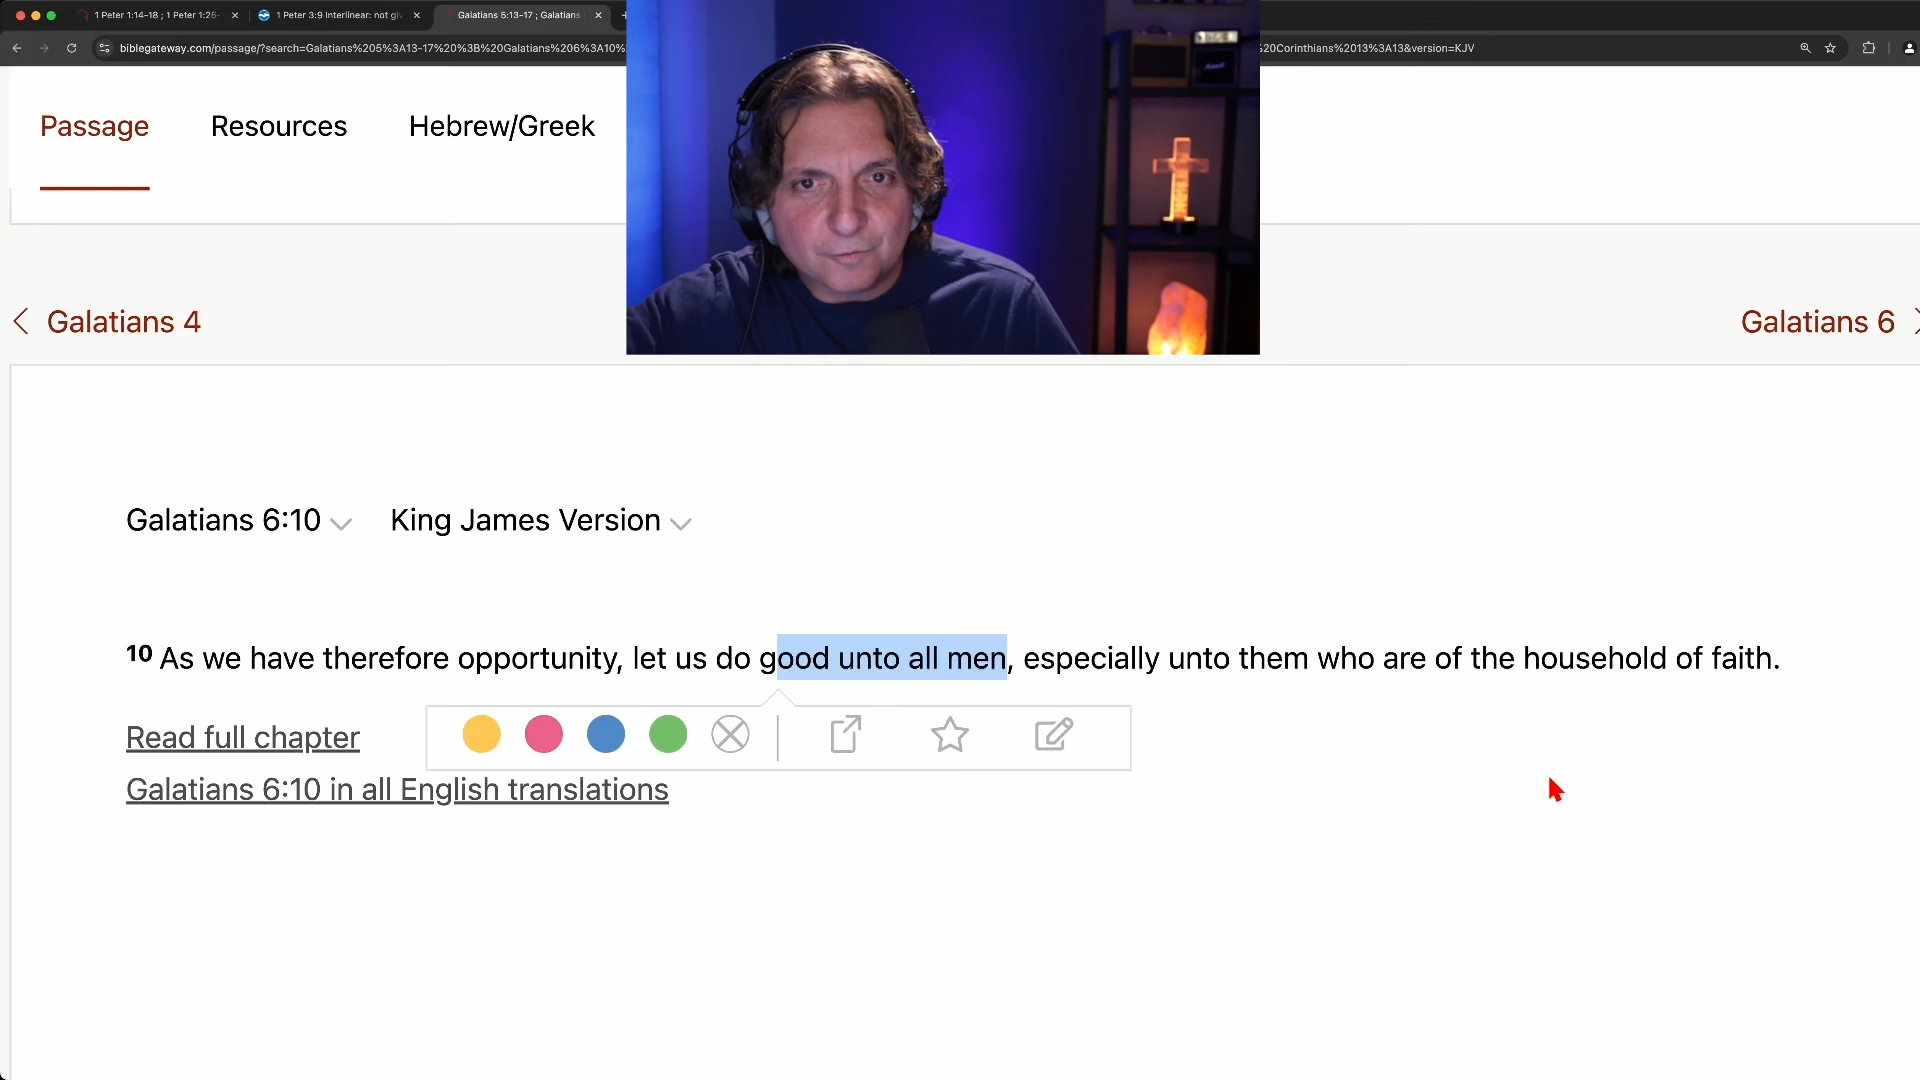 1 Peter 1:14-18 ; 1 Peter 1:25-
1 Peter 3:9 Interlinear: not giv
Galatians 5:13-17 ; Galatians
biblegateway.com/passage/?search=Galatians%205%3A13-17%20%3B%20Galatians%206%3A10%
%20Corinthians%2013%3A13&version=KJV
Passage
Resources
Hebrew/Greek
Galatians 4
Galatians 6
Galatians 6:10
King James Version
10 As we have therefore opportunity, let us do good unto all men, especially unto them who are of the household of faith.
Read full chapter
Galatians 6:10 in all English translations